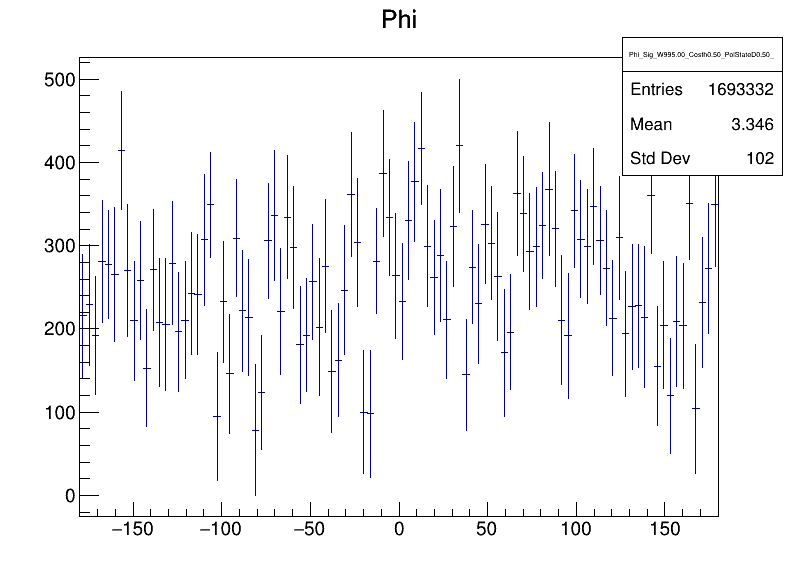 Phi
Phi_Sig_W995.00_Costh0.50_PolStateD0.50_
Entries 1693332
Mean 3.346
Std Dev 102
500
400
300
200
100
0
−150 −100 −50 0 50 100 150